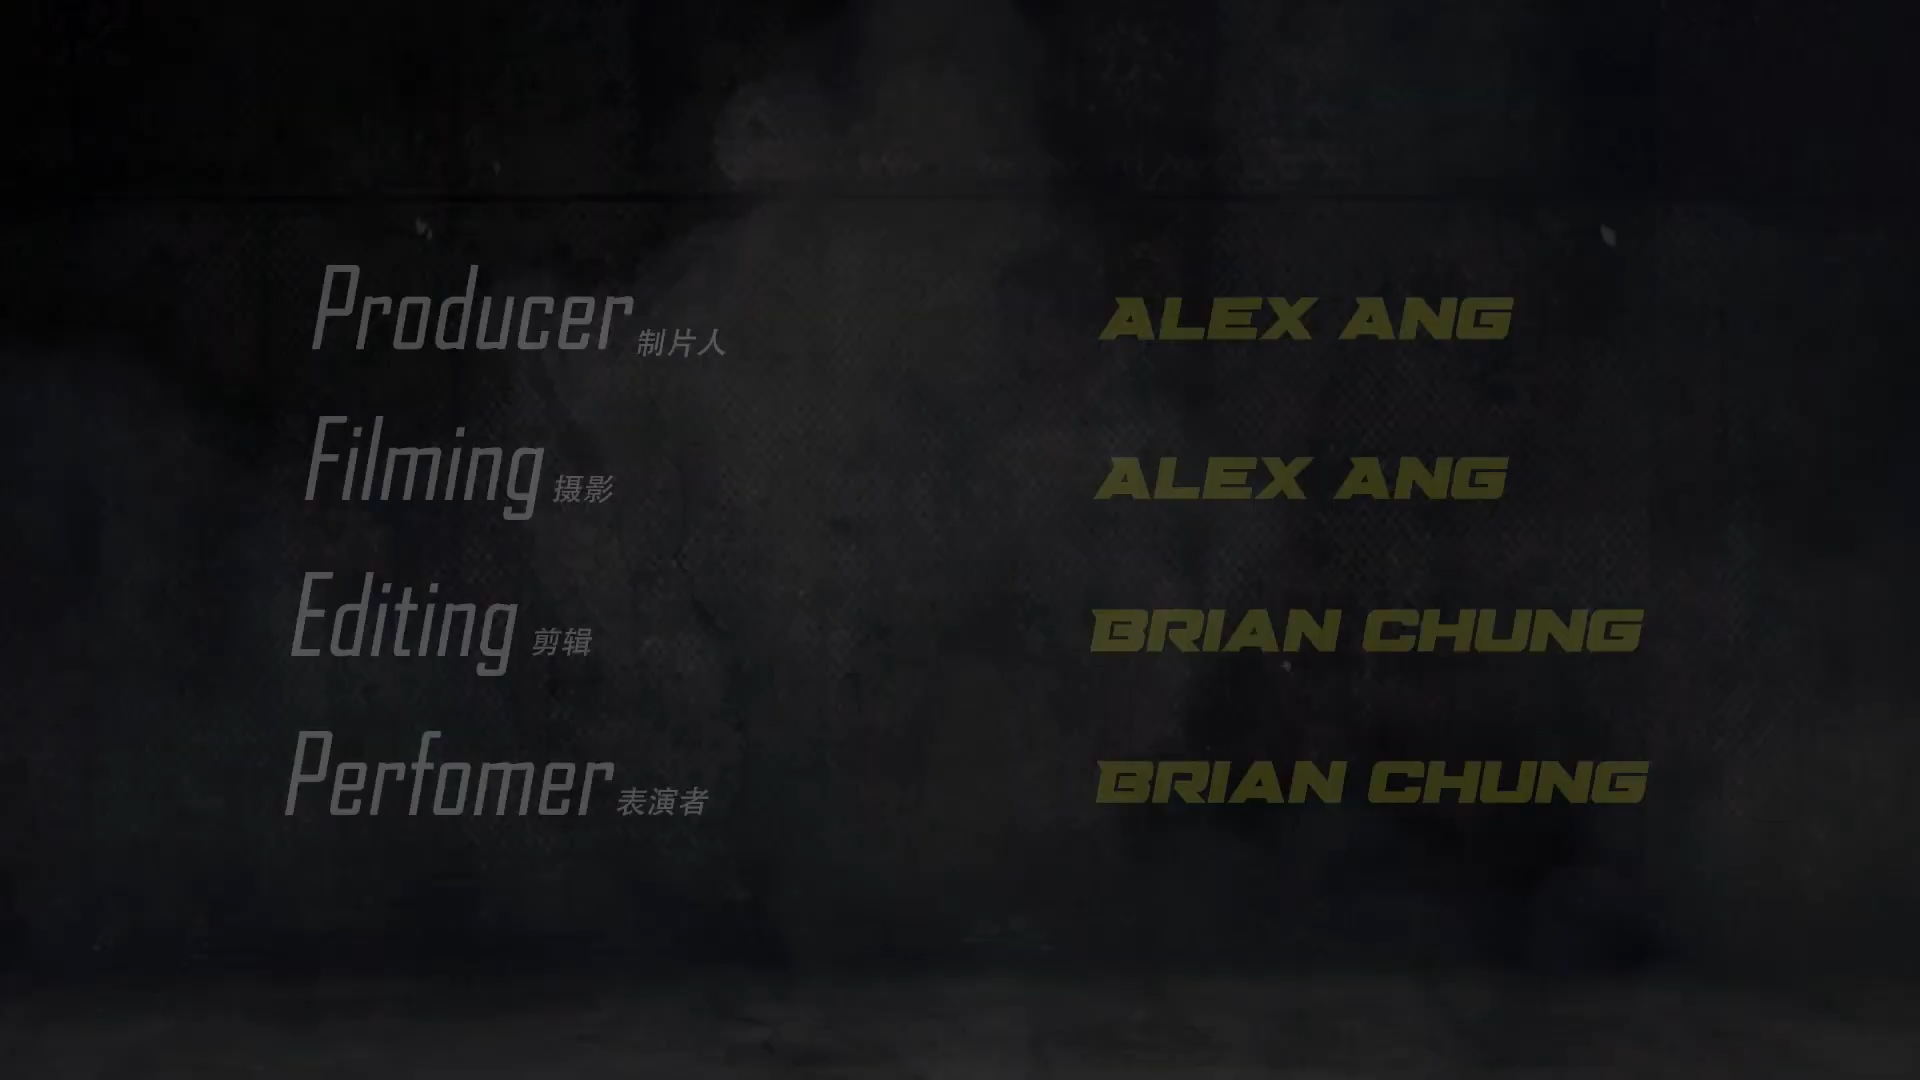 Producer 制片人 ALEX ANG
Filming 摄影 ALEX ANG
Editing 剪辑 BRIAN CHUNG
Perfomer 表演者 BRIAN CHUNG